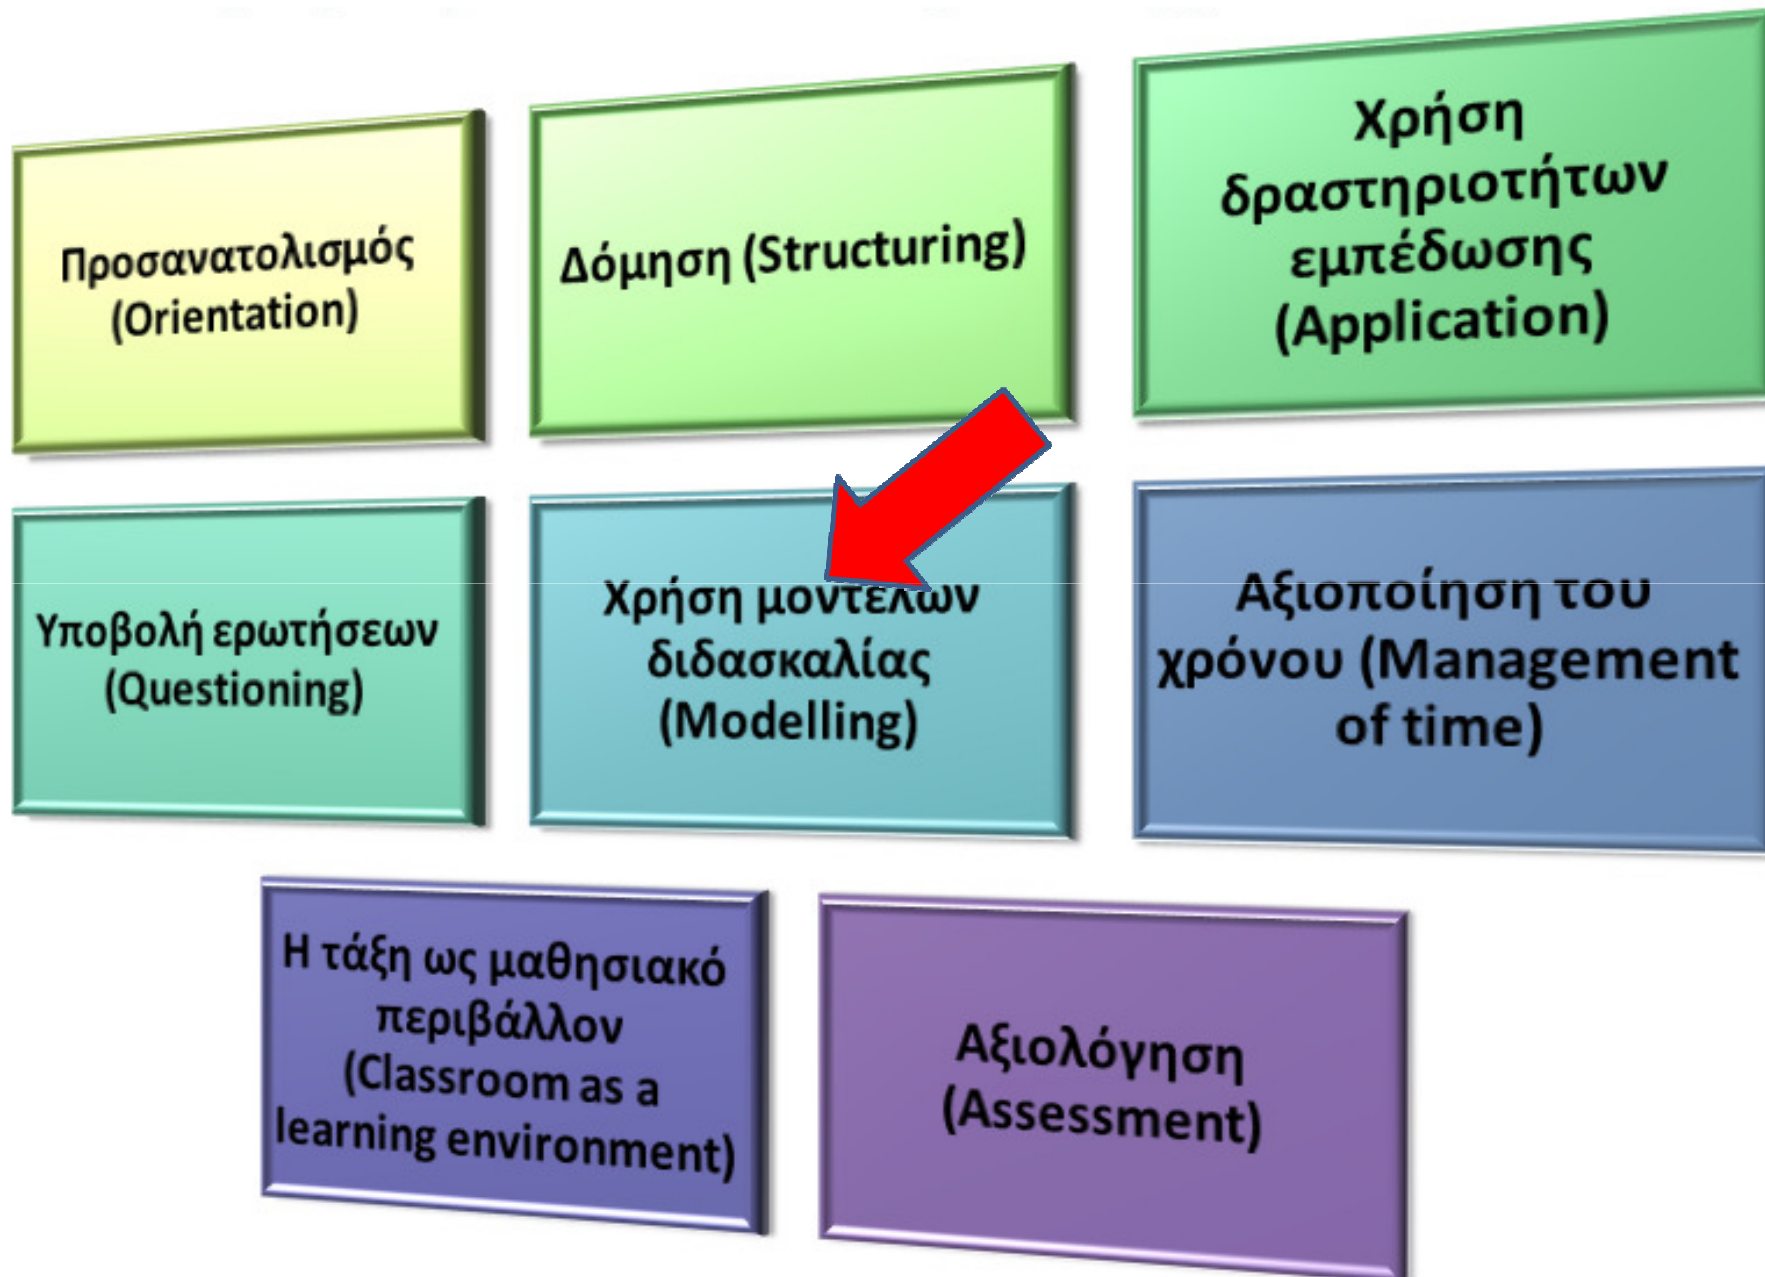 Προσανατολισμός
(Orientation)
Δόμηση (Structuring)
Χρήση
δραστηριοτήτων
εμπέδωσης
(Application)
Υποβολή ερωτήσεων
(Questioning)
Χρήση μοντέλων
διδασκαλίας
(Modelling)
Αξιοποίηση του
χρόνου (Management
of time)
Η τάξη ως μαθησιακό
περιβάλλον
(Classroom as a
learning environment)
Αξιολόγηση
(Assessment)